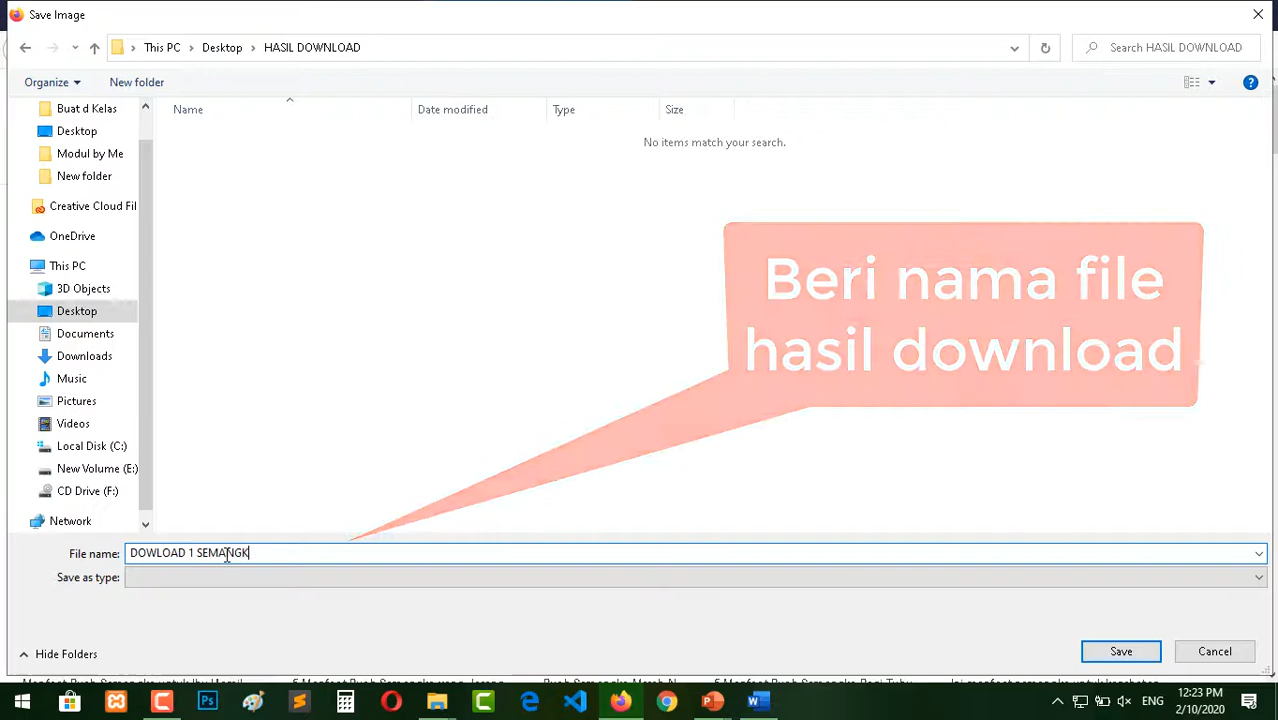 Save Image
This PC
Desktop
HASIL DOWNLOAD
Search HASIL DOWNLOAD
Organize
New folder
Name
Date modified
Type
Size
No items match your search.
Buat d Kelas
Desktop
Modul by Me
New folder
Creative Cloud Fil
OneDrive
This PC
3D Objects
Desktop
Documents
Downloads
Music
Pictures
Videos
Local Disk (C:)
New Volume (E:)
CD Drive (F:)
Network
Beri nama file
hasil download
File name: DOWLOAD 1 SEMANGK
Save as type:
Hide Folders
Save
Cancel
ENG
12:23 PM
2/10/2020